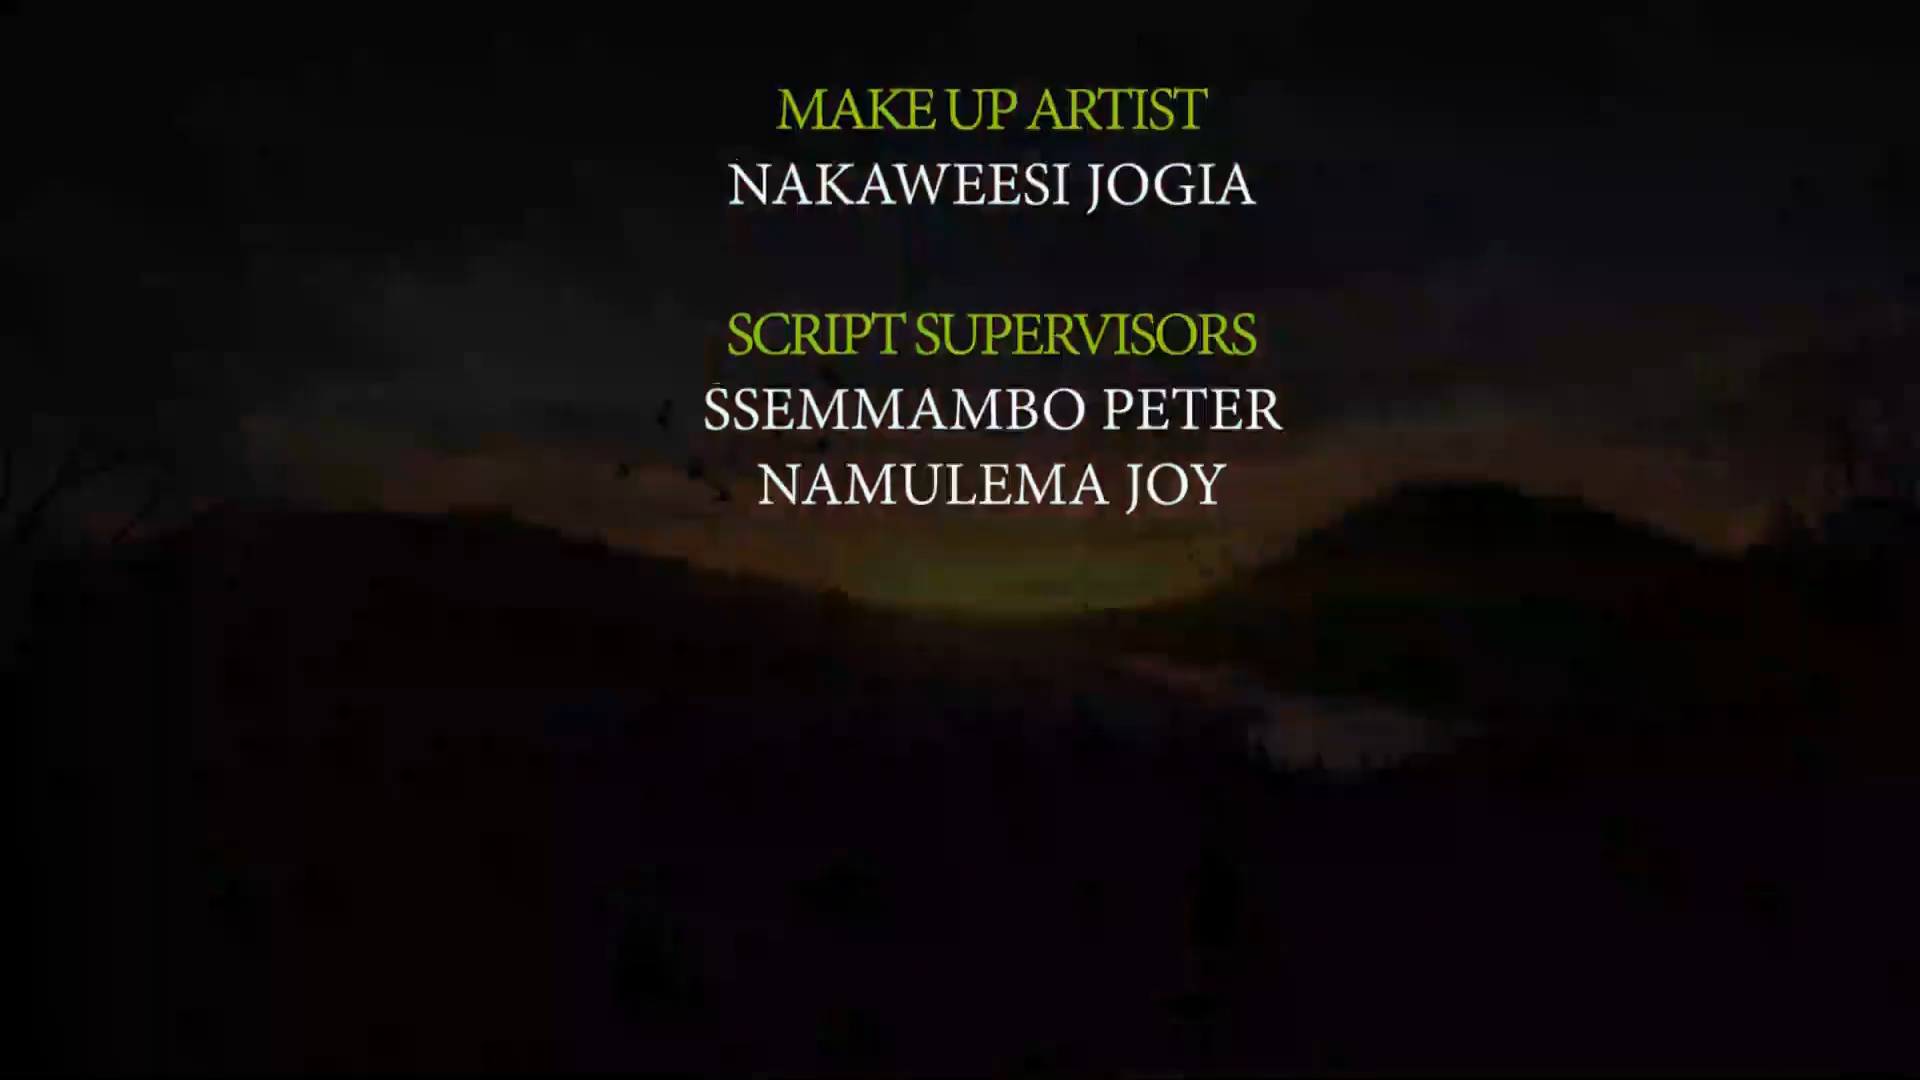 MAKE UP ARTIST
NAKAWEESI JOGIA
SCRIPT SUPERVISORS
SSEMMAMBO PETER
NAMULEMA JOY